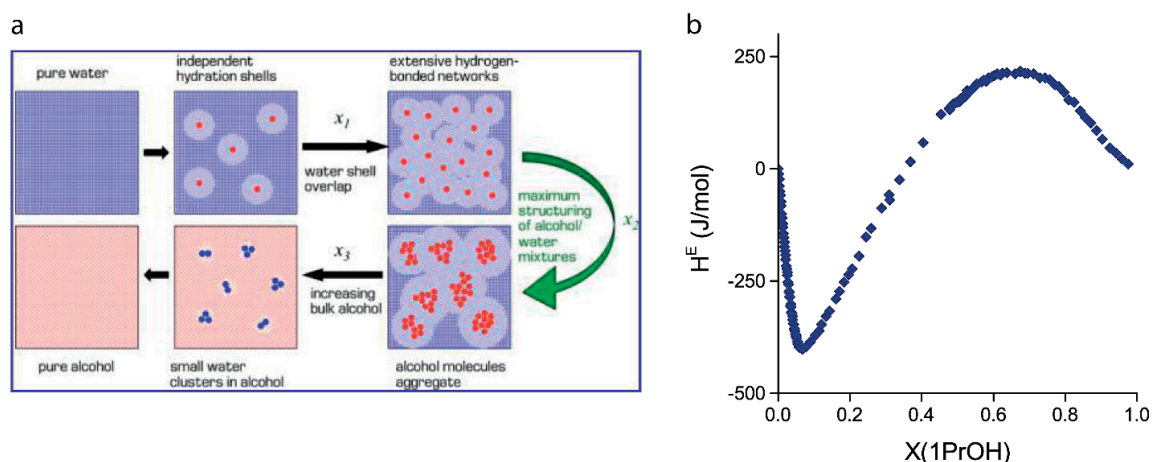 a
pure water
independent
hydration shells
extensive hydrogen-
bonded networks
x1
water shell
overlap
maximum
structuring
of alcohol/
water
mixtures
x2
x3
increasing
bulk alcohol
pure alcohol
small water
clusters in alcohol
alcohol molecules
aggregate
b
H^E (J/mol)
250
0
-250
-500
0.0 0.2 0.4 0.6 0.8 1.0
X(1PrOH)